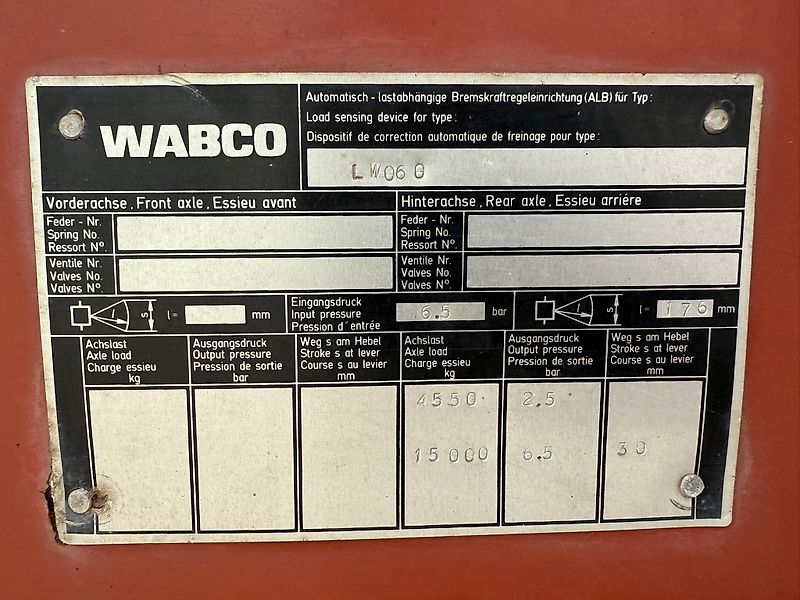 WABCO
Automatisch - lastabhängige Bremskraftregeleinrichtung (ALB) für Typ:
Load sensing device for type:
Dispositif de correction automatique de freinage pour type:
LW060
Vorderachse, Front axle, Essieu avant
Hinterachse, Rear axle, Essieu arriére
Feder - Nr.
Spring No.
Ressort N°.
Feder - Nr.
Spring No.
Ressort N°.
Ventile Nr.
Valves No.
Valves N°.
Ventile Nr.
Valves No.
Valves N°.
l s l = mm
Eingangsdruck
Input pressure
Pression d'entrée
6.5 bar
l s l = 176 mm
Achslast
Axle load
Charge essieu
kg
Ausgangsdruck
Output pressure
Pression de sortie
bar
Weg s am Hebel
Stroke s at lever
Course s au levier
mm
Achslast
Axle load
Charge essieu
kg
Ausgangsdruck
Output pressure
Pression de sortie
bar
Weg s am Hebel
Stroke s at lever
Course s au levier
mm
4550 2.5
15000 6.5 30